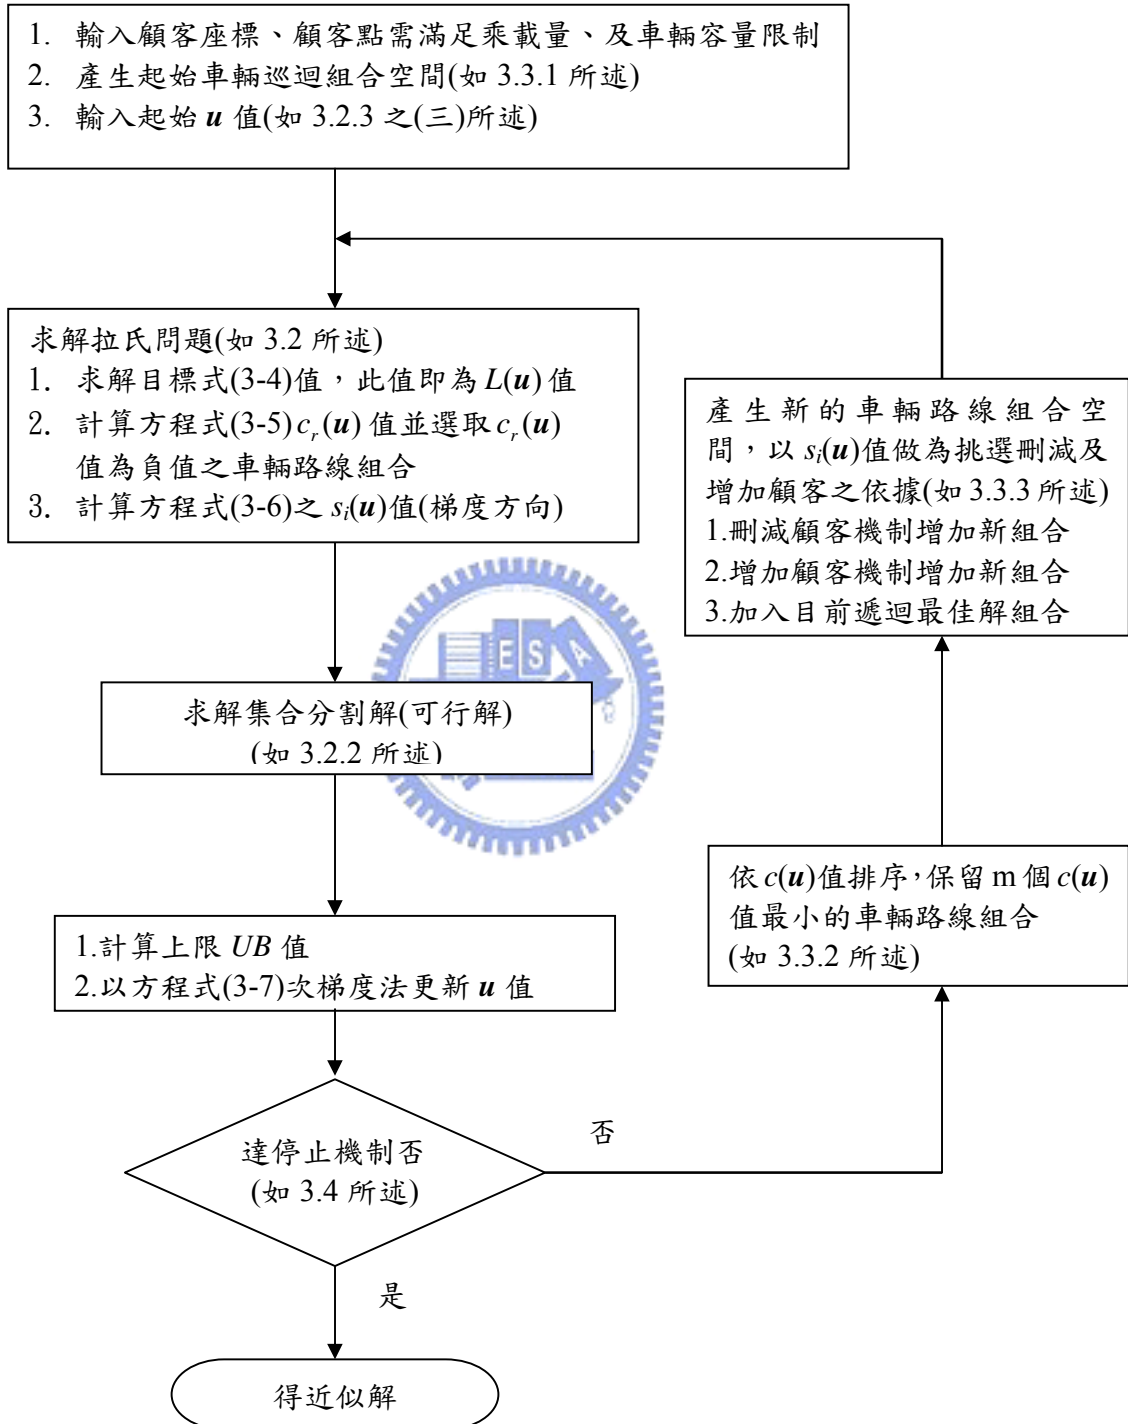 1. 輸入顧客座標、顧客點需滿足乘載量、及車輛容量限制
2. 產生起始車輛巡迴組合空間(如 3.3.1 所述)
3. 輸入起始 u 值(如 3.2.3 之(三)所述)
求解拉氏問題(如 3.2 所述)
1. 求解目標式(3-4)值，此值即為 L(u) 值
2. 計算方程式(3-5) c_r(u) 值並選取 c_r(u)
值為負值之車輛路線組合
3. 計算方程式(3-6)之 s_i(u)值(梯度方向)
求解集合分割解(可行解)
(如 3.2.2 所述)
1.計算上限 UB 值
2.以方程式(3-7)次梯度法更新 u 值
達停止機制否
(如 3.4 所述)
否
是
得近似解
依 c(u)值排序，保留 m 個 c(u)
值最小的車輛路線組合
(如 3.3.2 所述)
產生新的車輛路線組合空
間，以 s_i(u)值做為挑選刪減及
增加顧客之依據(如 3.3.3 所述)
1.刪減顧客機制增加新組合
2.增加顧客機制增加新組合
3.加入目前遞迴最佳解組合
ESA